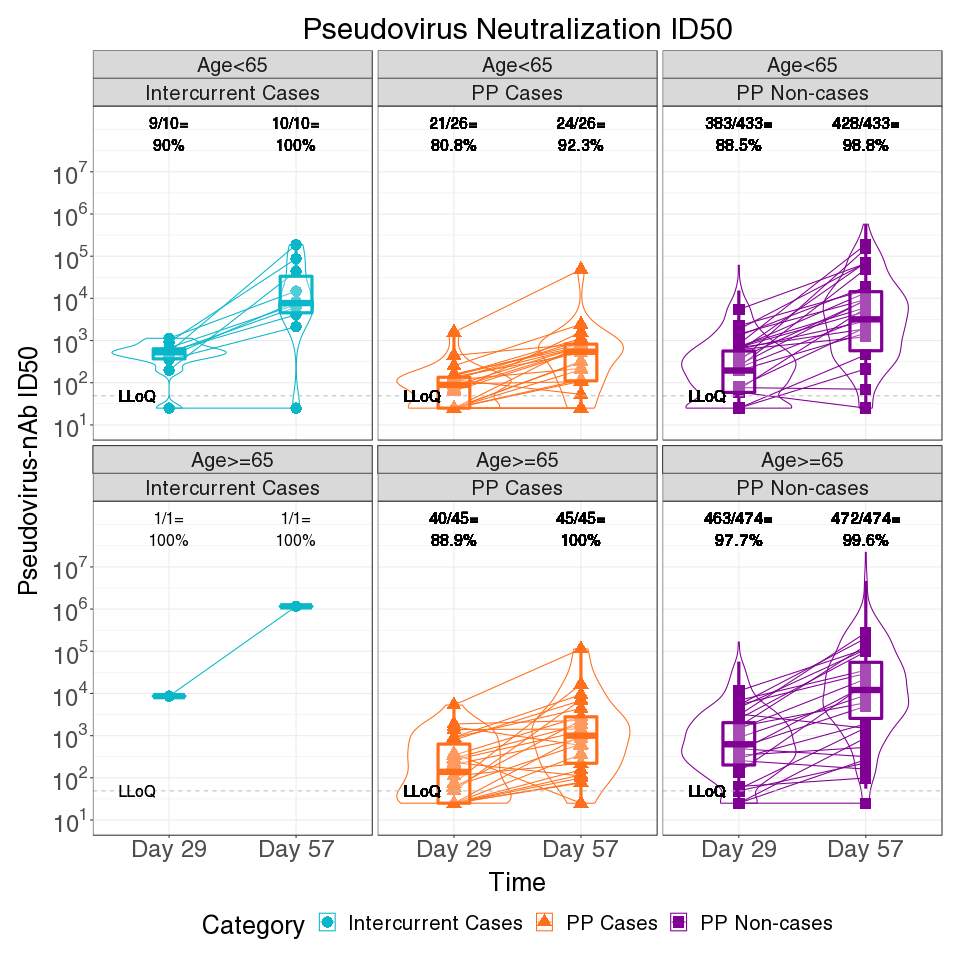 Pseudovirus Neutralization ID50
Age<65 Age<65 Age<65
Intercurrent Cases PP Cases PP Non-cases
9/10= 10/10= 21/26= 24/26= 383/433= 428/433=
90% 100% 80.8% 92.3% 88.5% 98.8%
10^7
10^6
10^5
10^4
10^3
10^2
LLoQ LLoQ LLoQ
10^1
Pseudovirus-nAb ID50
Age>=65 Age>=65 Age>=65
Intercurrent Cases PP Cases PP Non-cases
1/1= 1/1= 40/45= 45/45= 463/474= 472/474=
100% 100% 88.9% 100% 97.7% 99.6%
10^7
10^6
10^5
10^4
10^3
10^2
LLoQ LLoQ LLoQ
10^1
Day 29 Day 57 Day 29 Day 57 Day 29 Day 57
Time
Category Intercurrent Cases PP Cases PP Non-cases